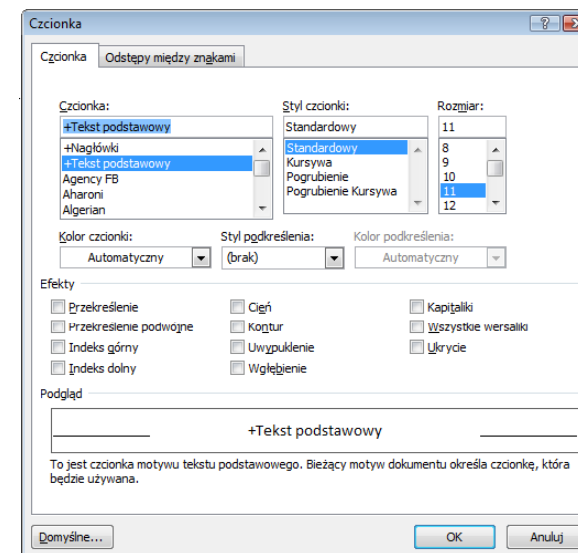 Czcionka
Czcionka Odstępy między znakami
Czcionka: Styl czcionki: Rozmiar:
+Tekst podstawowy Standardowy 11
+Nagłówki Standardowy 8
+Tekst podstawowy Kursywa 9
Agency FB Pogrubienie 10
Aharoni Pogrubienie Kursywa 11
Algerian 12
Kolor czcionki: Styl podkreślenia: Kolor podkreślenia:
Automatyczny (brak) Automatyczny
Efekty
Przekreślenie Cień Kapitaliki
Przekreślenie podwójne Kontur Wszystkie wersaliki
Indeks górny Uwypuklenie Ukrycie
Indeks dolny Wgłębienie
Podgląd
+Tekst podstawowy
To jest czcionka motywu tekstu podstawowego. Bieżący motyw dokumentu określa czcionkę, która
będzie używana.
Domyślne... OK Anuluj